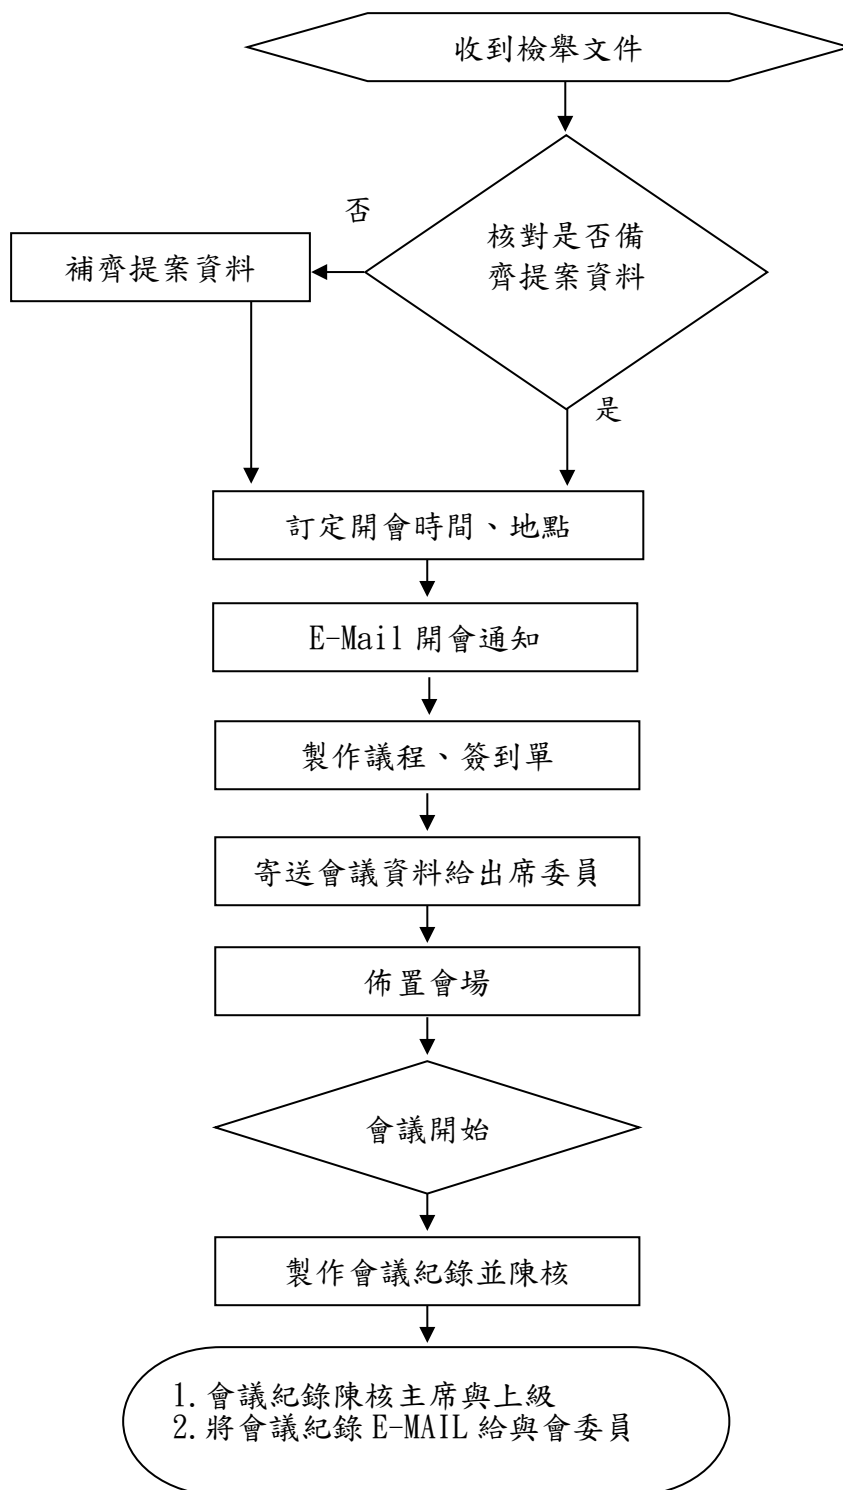 收到檢舉文件
否
核對是否備
齊提案資料
補齊提案資料
是
訂定開會時間、地點
E-Mail 開會通知
製作議程、簽到單
寄送會議資料給出席委員
佈置會場
會議開始
製作會議紀錄並陳核
1. 會議紀錄陳核主席與上級
2. 將會議紀錄 E-MAIL 給與會委員